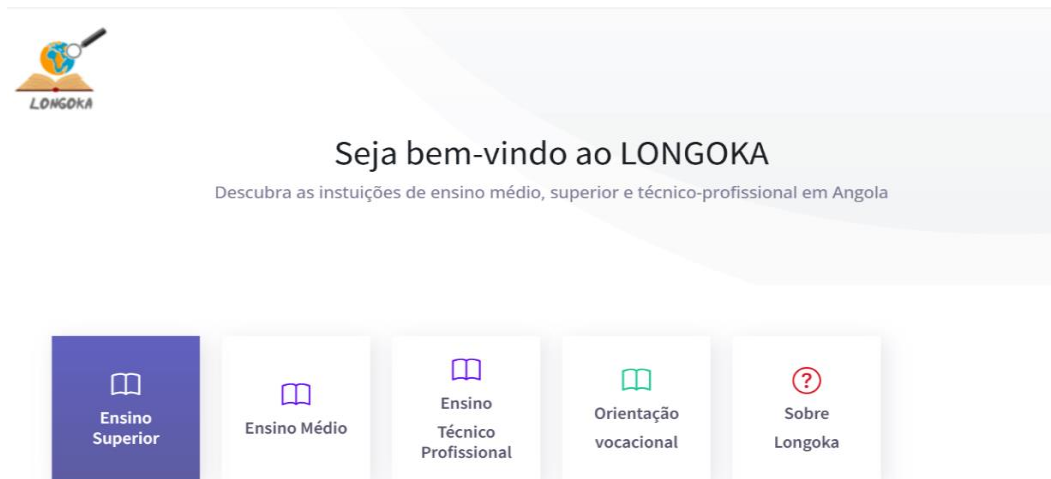 LONGOKA
Seja bem-vindo ao LONGOKA
Descubra as instuições de ensino médio, superior e técnico-profissional em Angola
Ensino
Superior
Ensino Médio
Ensino
Técnico
Profissional
Orientação
vocacional
Sobre
Longoka